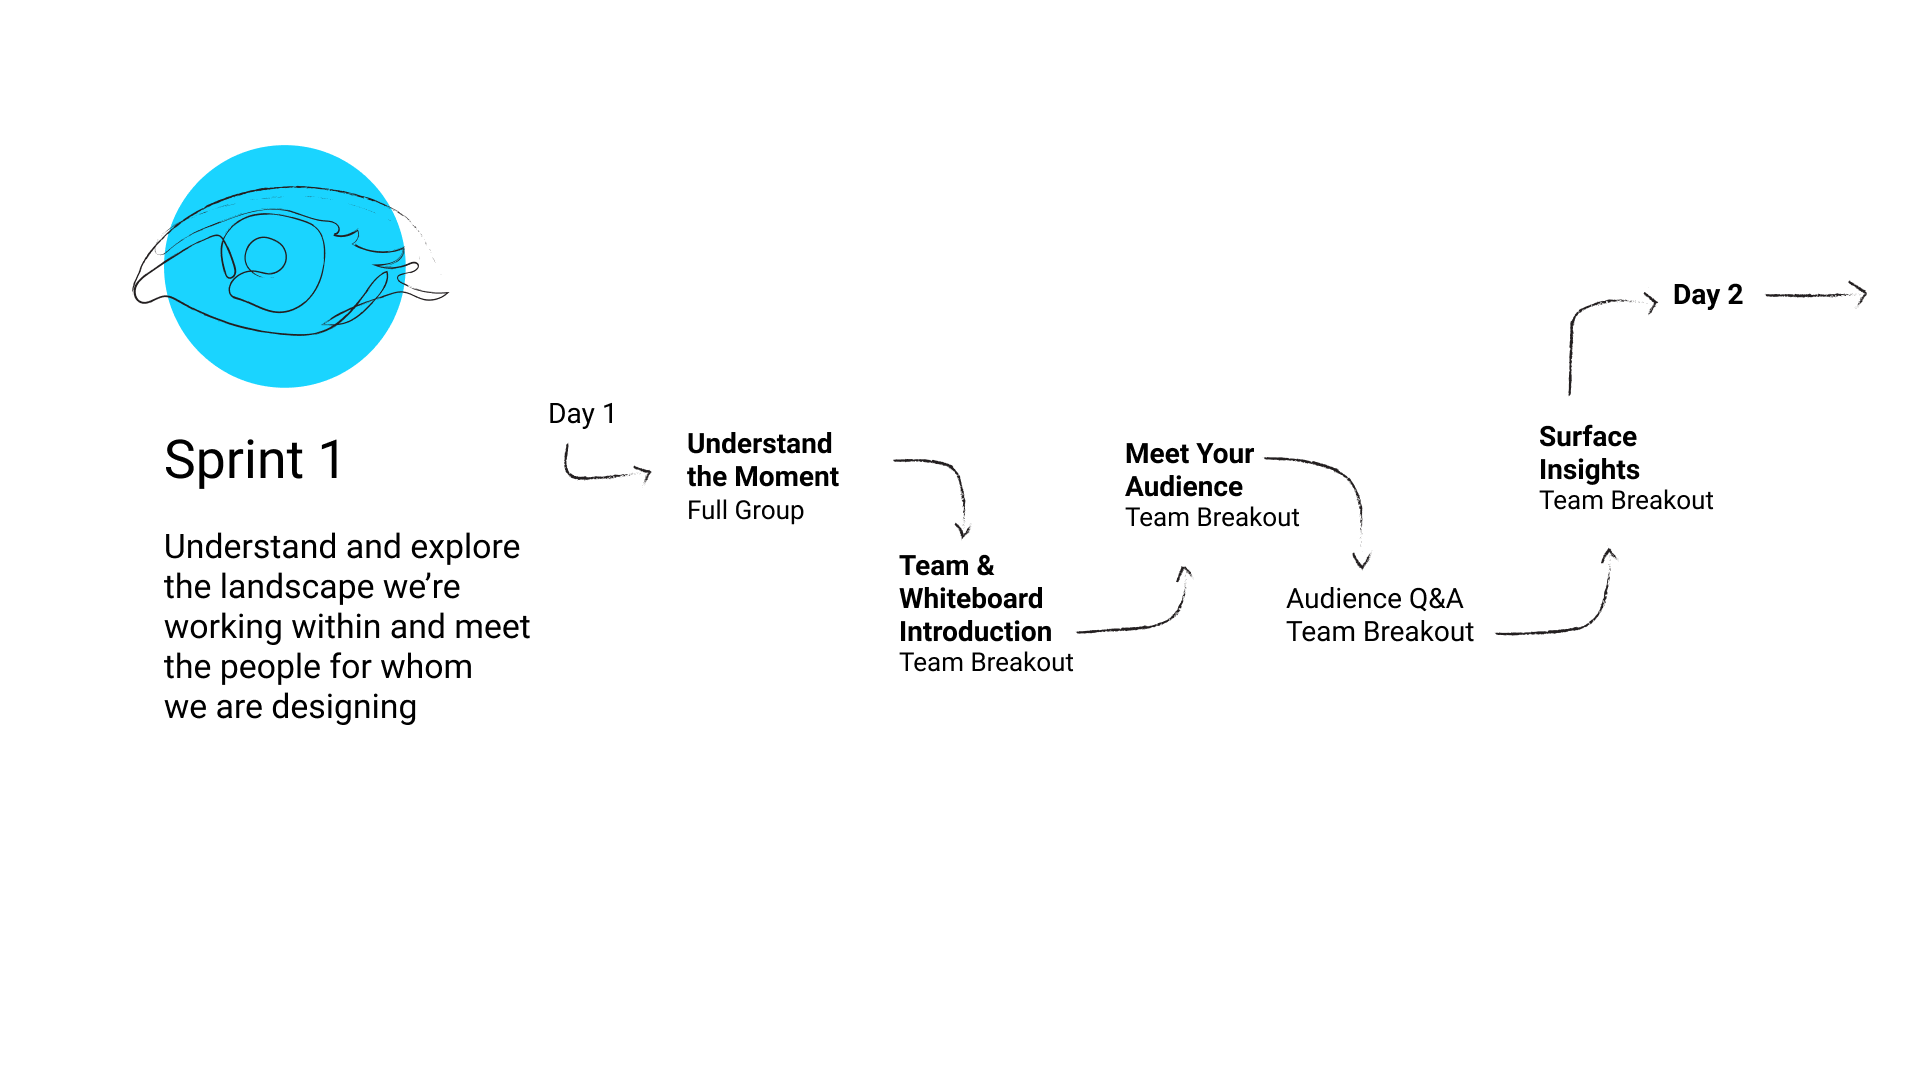 Sprint 1
Understand and explore
the landscape we’re
working within and meet
the people for whom
we are designing
Day 1
Understand
the Moment
Full Group
Team &
Whiteboard
Introduction
Team Breakout
Meet Your
Audience
Team Breakout
Audience Q&A
Team Breakout
Surface
Insights
Team Breakout
Day 2